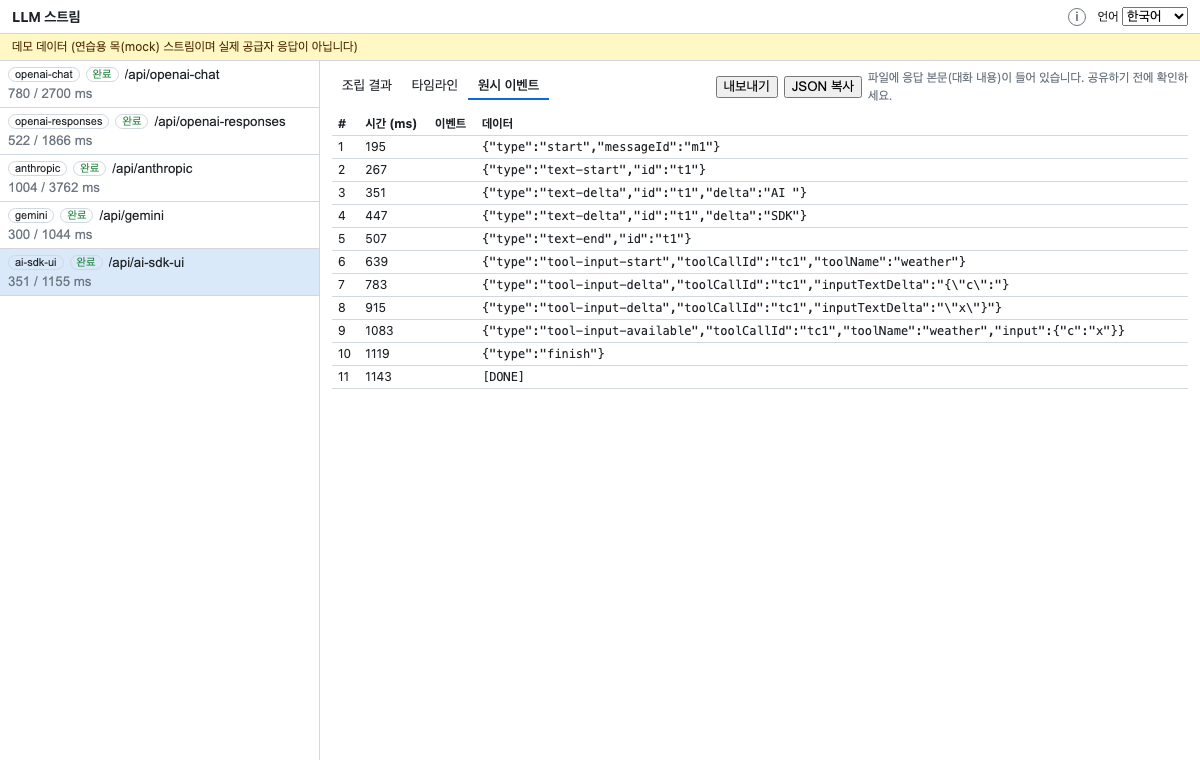 LLM 스트림
ⓘ 언어 한국어
데모 데이터 (연습용 목(mock) 스트림이며 실제 공급자 응답이 아닙니다)
openai-chat 완료 /api/openai-chat
780 / 2700 ms
openai-responses 완료 /api/openai-responses
522 / 1866 ms
anthropic 완료 /api/anthropic
1004 / 3762 ms
gemini 완료 /api/gemini
300 / 1044 ms
ai-sdk-ui 완료 /api/ai-sdk-ui
351 / 1155 ms
조립 결과 타임라인 원시 이벤트
내보내기 JSON 복사 파일에 응답 본문(대화 내용)이 들어 있습니다. 공유하기 전에 확인하
세요.
# 시간 (ms) 이벤트 데이터
1 195 {"type":"start","messageId":"m1"}
2 267 {"type":"text-start","id":"t1"}
3 351 {"type":"text-delta","id":"t1","delta":"AI "}
4 447 {"type":"text-delta","id":"t1","delta":"SDK"}
5 507 {"type":"text-end","id":"t1"}
6 639 {"type":"tool-input-start","toolCallId":"tc1","toolName":"weather"}
7 783 {"type":"tool-input-delta","toolCallId":"tc1","inputTextDelta":"{\"c\":"}
8 915 {"type":"tool-input-delta","toolCallId":"tc1","inputTextDelta":"\"x\"}"}
9 1083 {"type":"tool-input-available","toolCallId":"tc1","toolName":"weather","input":{"c":"x"}}
10 1119 {"type":"finish"}
11 1143 [DONE]